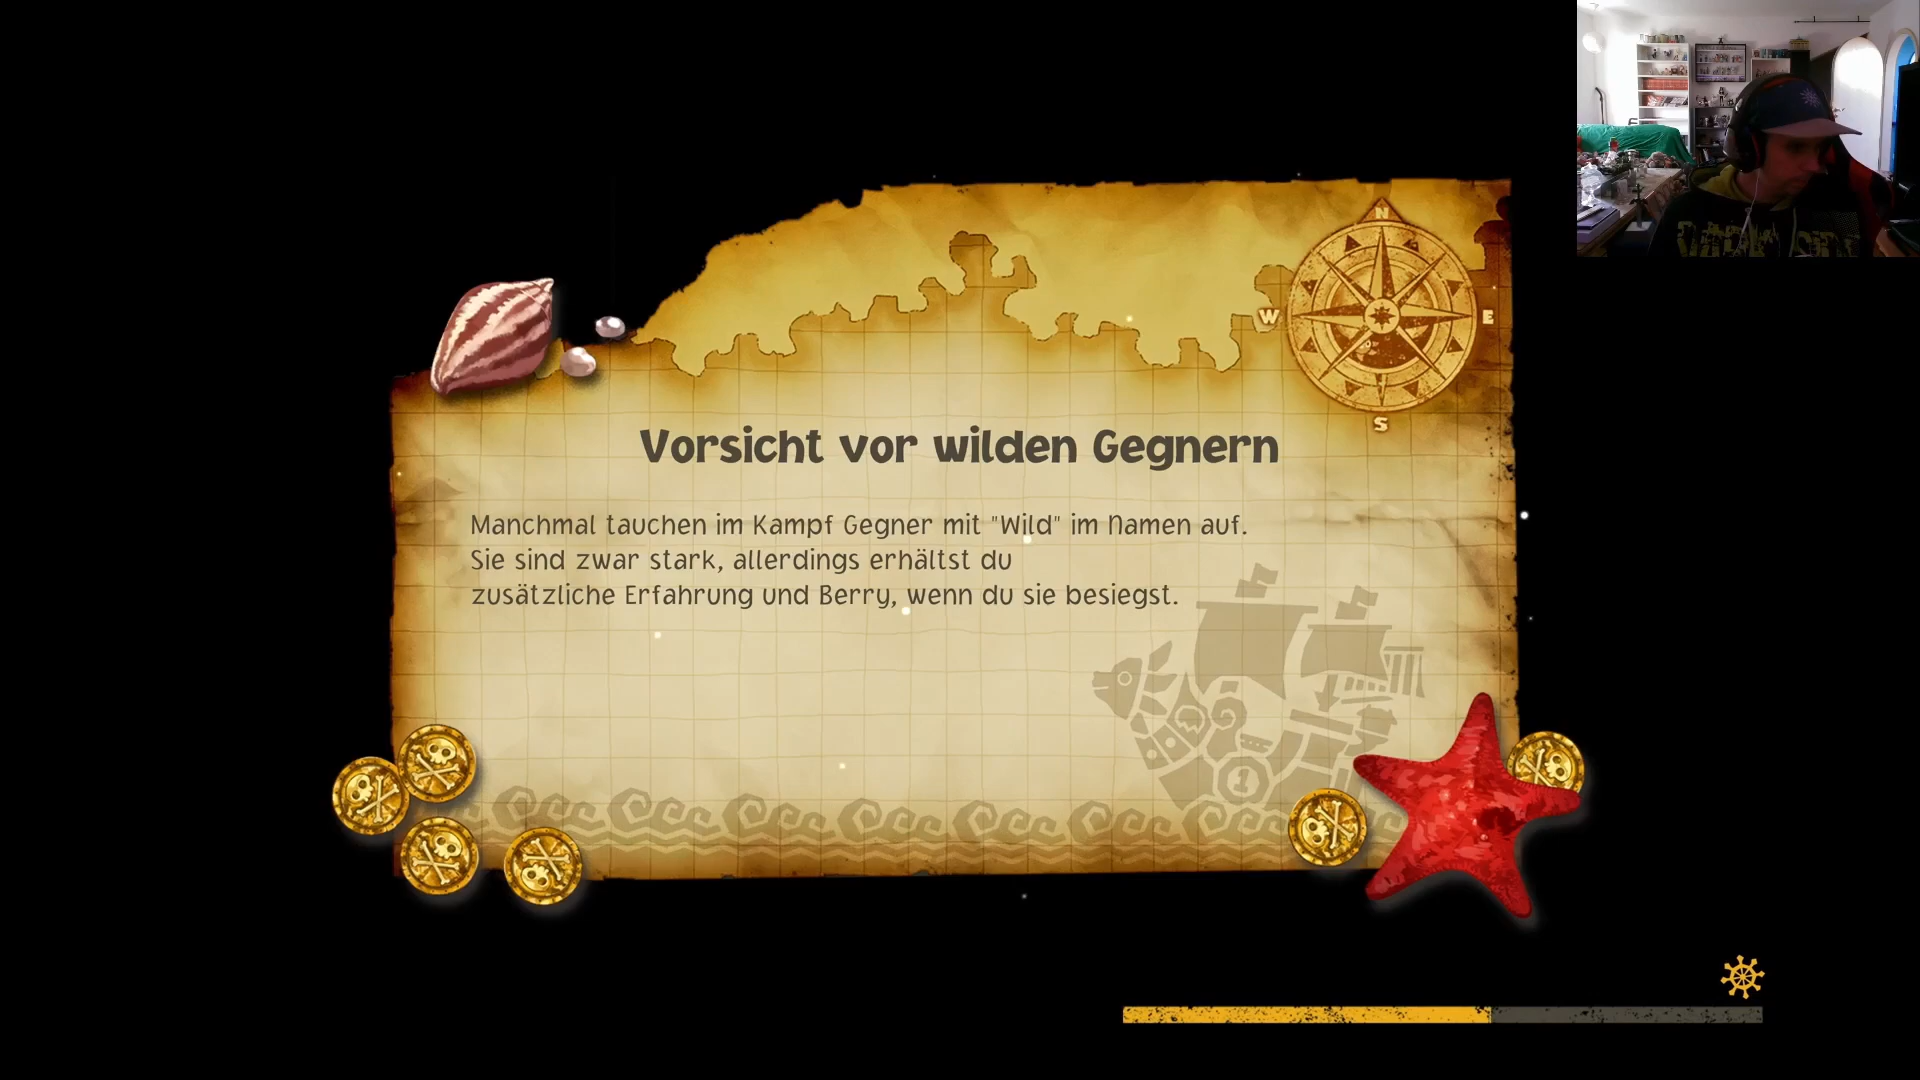 N
W
E
S
Vorsicht vor wilden Gegnern
Manchmal tauchen im Kampf Gegner mit "Wild" im Namen auf.
Sie sind zwar stark, allerdings erhältst du
zusätzliche Erfahrung und Berry, wenn du sie besiegst.
1